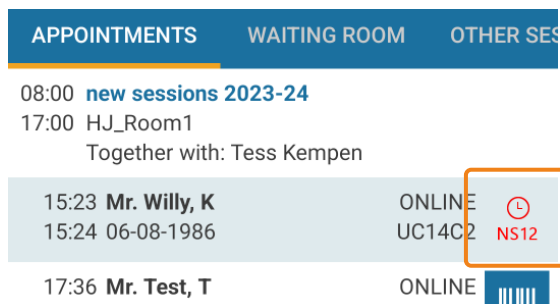 APPOINTMENTS WAITING ROOM OTHER SES
08:00 new sessions 2023-24
17:00 HJ_Room1
Together with: Tess Kempen
15:23 Mr. Willy, K ONLINE
15:24 06-08-1986 UC14C2 NS12
17:36 Mr. Test, T ONLINE